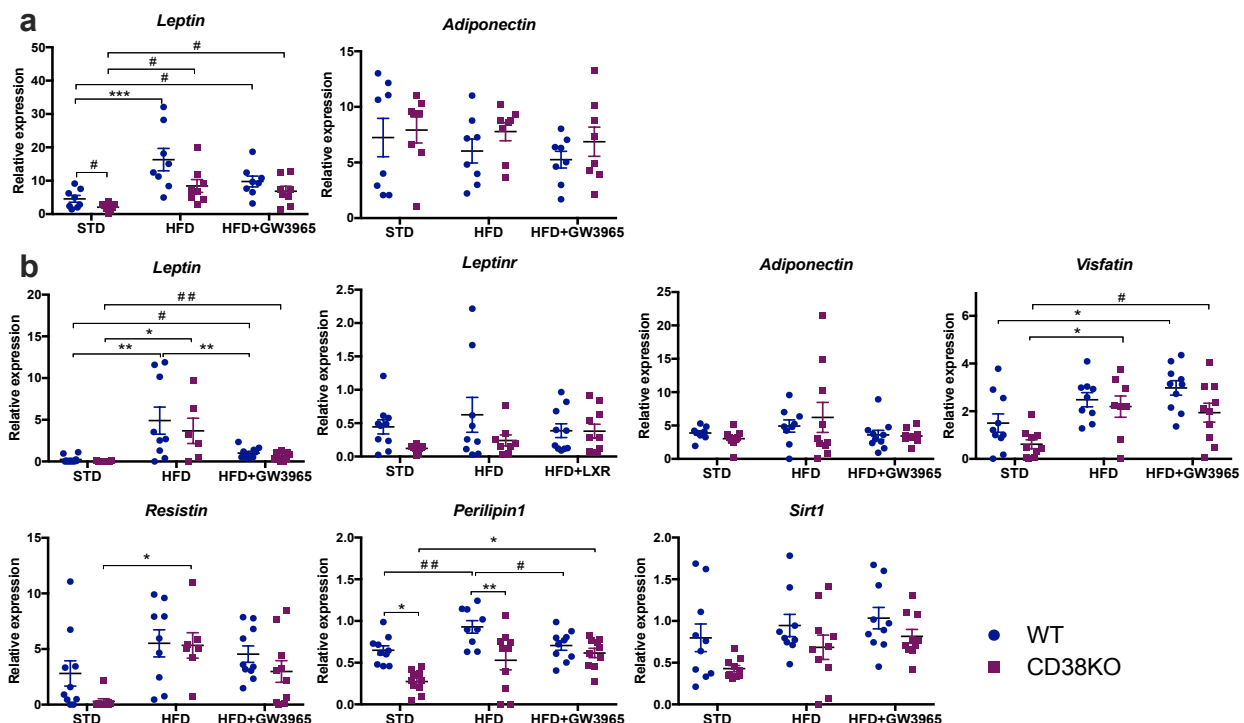 a
Leptin
Relative expression
50
40
30
20
10
0
#
#
#
***
#
STD
HFD
HFD+GW3965
Adiponectin
Relative expression
15
10
5
0
STD
HFD
HFD+GW3965
b
Leptin
Relative expression
20
15
10
5
0
##
#
*
**
**
STD
HFD
HFD+GW3965
Leptinr
Relative expression
2.5
2.0
1.5
1.0
0.5
0.0
STD
HFD
HFD+LXR
Adiponectin
Relative expression
25
20
15
10
5
0
STD
HFD
HFD+GW3965
Visfatin
Relative expression
6
4
2
0
#
*
*
STD
HFD
HFD+GW3965
Resistin
Relative expression
15
10
5
0
*
STD
HFD
HFD+GW3965
Perilipin1
Relative expression
2.0
1.5
1.0
0.5
0.0
*
##
#
**
*
STD
HFD
HFD+GW3965
Sirt1
Relative expression
2.0
1.5
1.0
0.5
0.0
STD
HFD
HFD+GW3965
WT
CD38KO